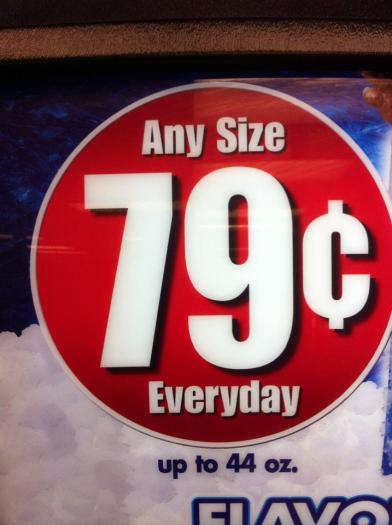 Any Size
79¢
Everyday
up to 44 oz.